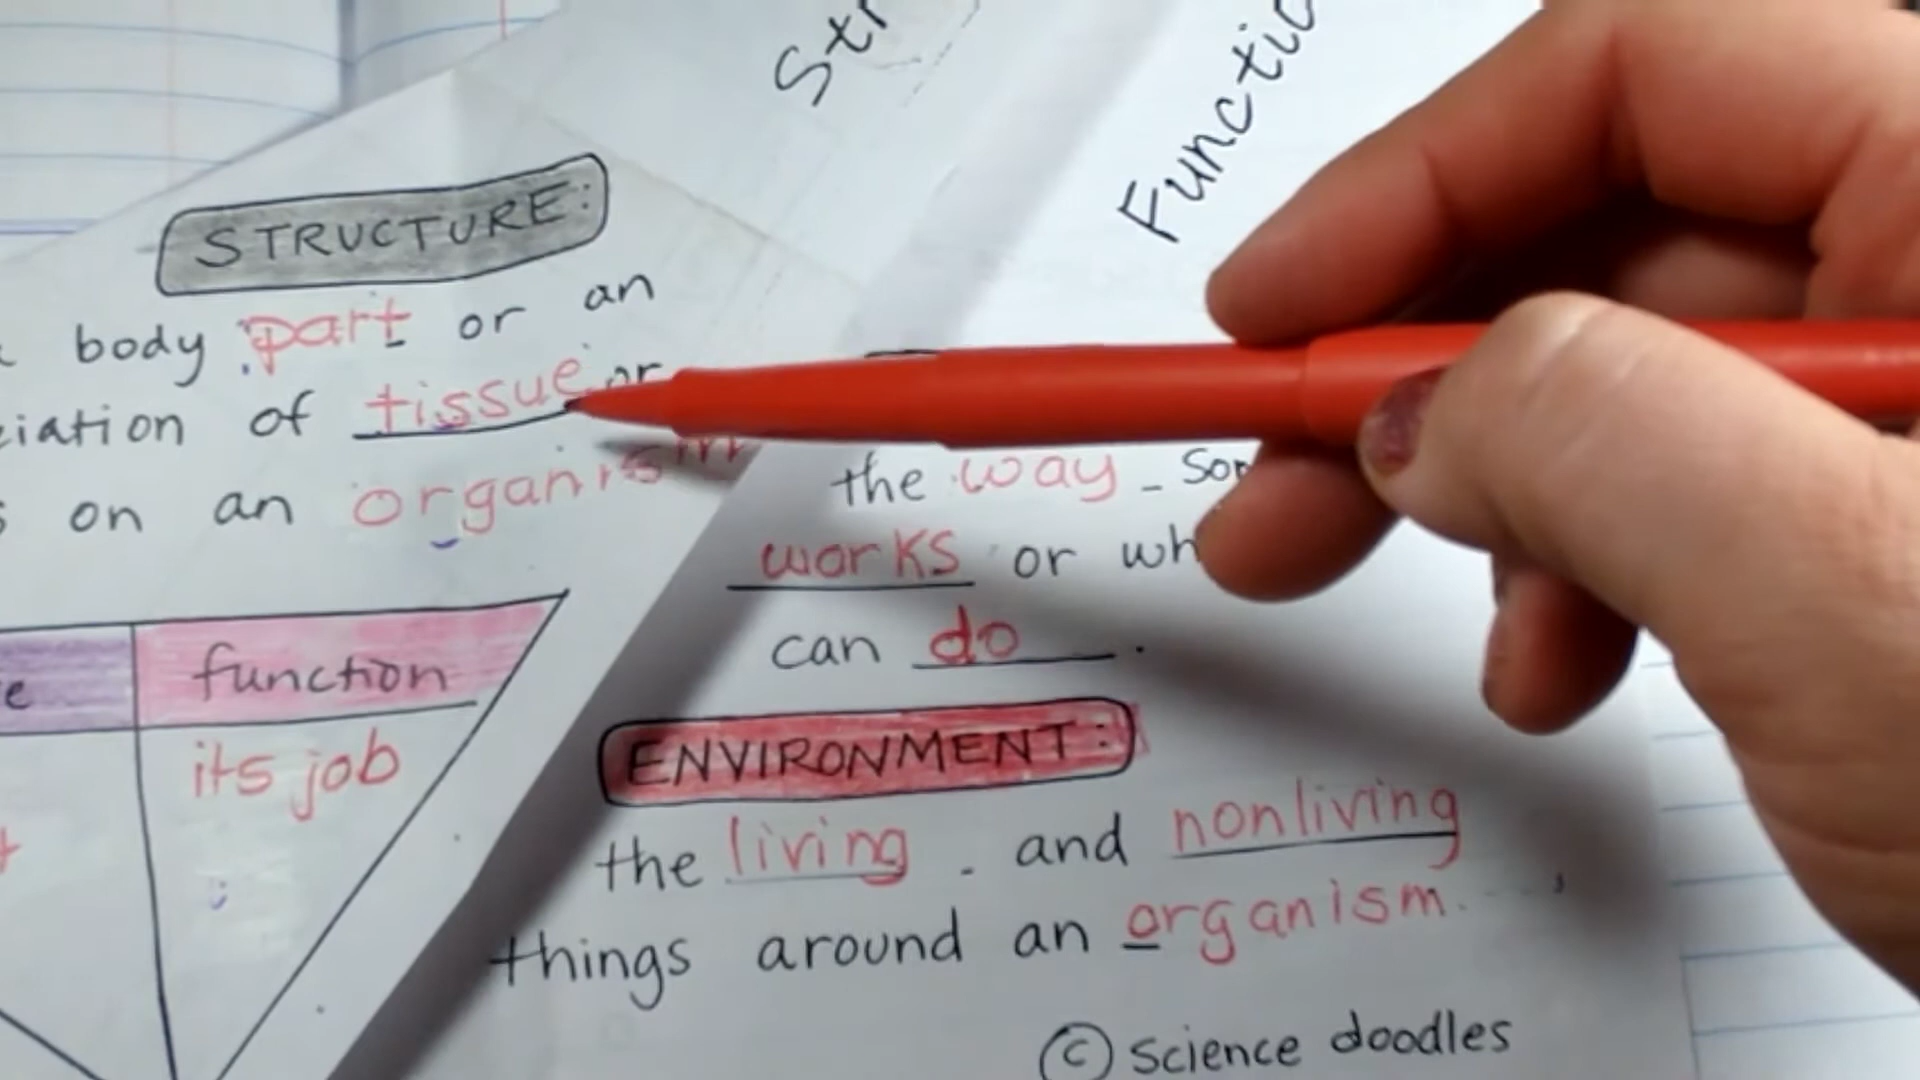 STRUCTURE:
body part or an
of tissue or
on an organism
function
its job
Str
Functio
the way
works or wh
can do.
ENVIRONMENT:
the living and nonliving
things around an organism.
© Science doodles